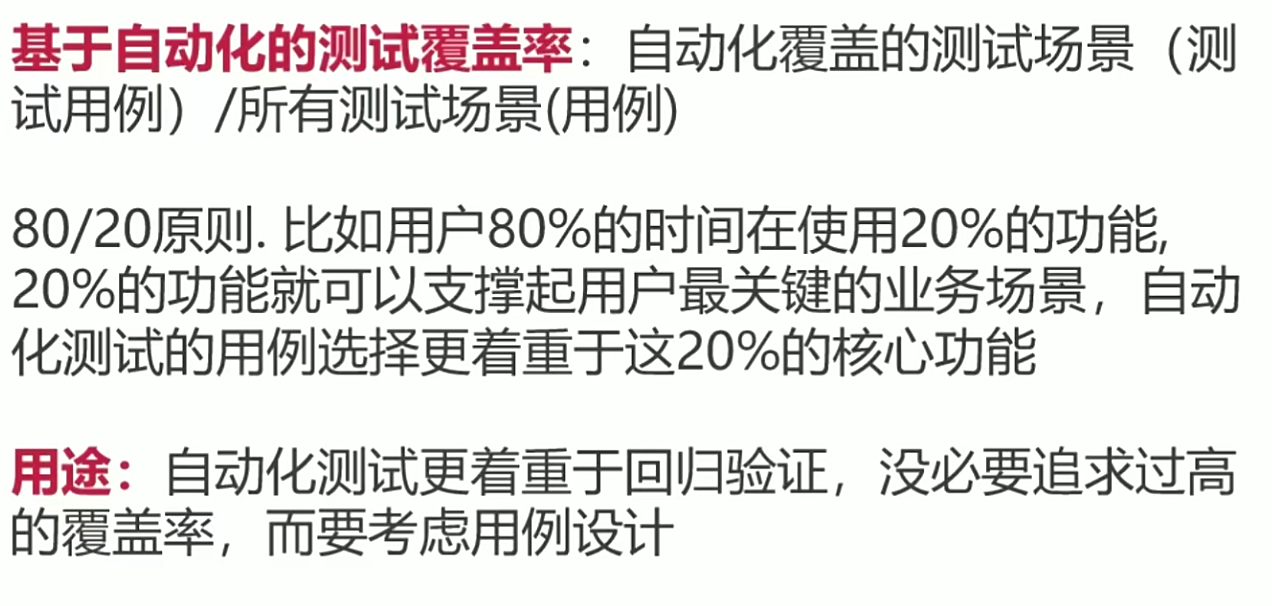 基于自动化的测试覆盖率：自动化覆盖的测试场景（测
试用例）/所有测试场景(用例)
80/20原则. 比如用户80%的时间在使用20%的功能,
20%的功能就可以支撑起用户最关键的业务场景，自动
化测试的用例选择更着重于这20%的核心功能
用途：自动化测试更着重于回归验证，没必要追求过高
的覆盖率，而要考虑用例设计